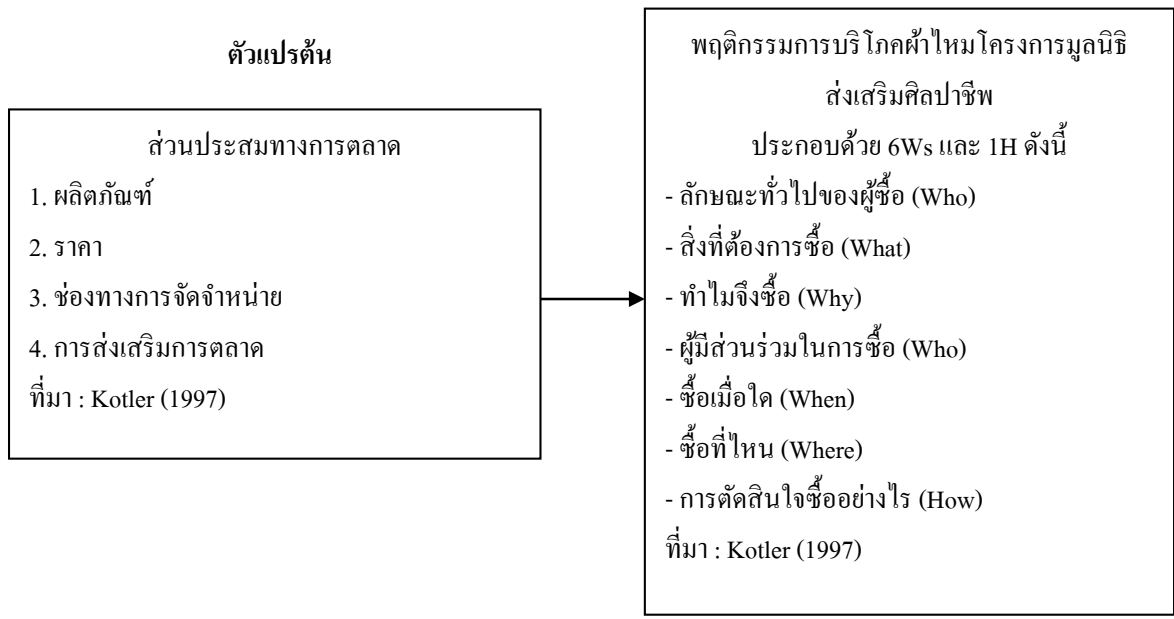 ตัวแปรต้น
ส่วนประสมทางการตลาด
1. ผลิตภัณฑ์
2. ราคา
3. ช่องทางการจัดจำหน่าย
4. การส่งเสริมการตลาด
ที่มา : Kotler (1997)
พฤติกรรมการบริโภคผ้าไหมโครงการมูลนิธิ
ส่งเสริมศิลปาชีพ
ประกอบด้วย 6Ws และ 1H ดังนี้
- ลักษณะทั่วไปของผู้ซื้อ (Who)
- สิ่งที่ต้องการซื้อ (What)
- ทำไมจึงซื้อ (Why)
- ผู้มีส่วนร่วมในการซื้อ (Who)
- ซื้อเมื่อใด (When)
- ซื้อที่ไหน (Where)
- การตัดสินใจซื้ออย่างไร (How)
ที่มา : Kotler (1997)